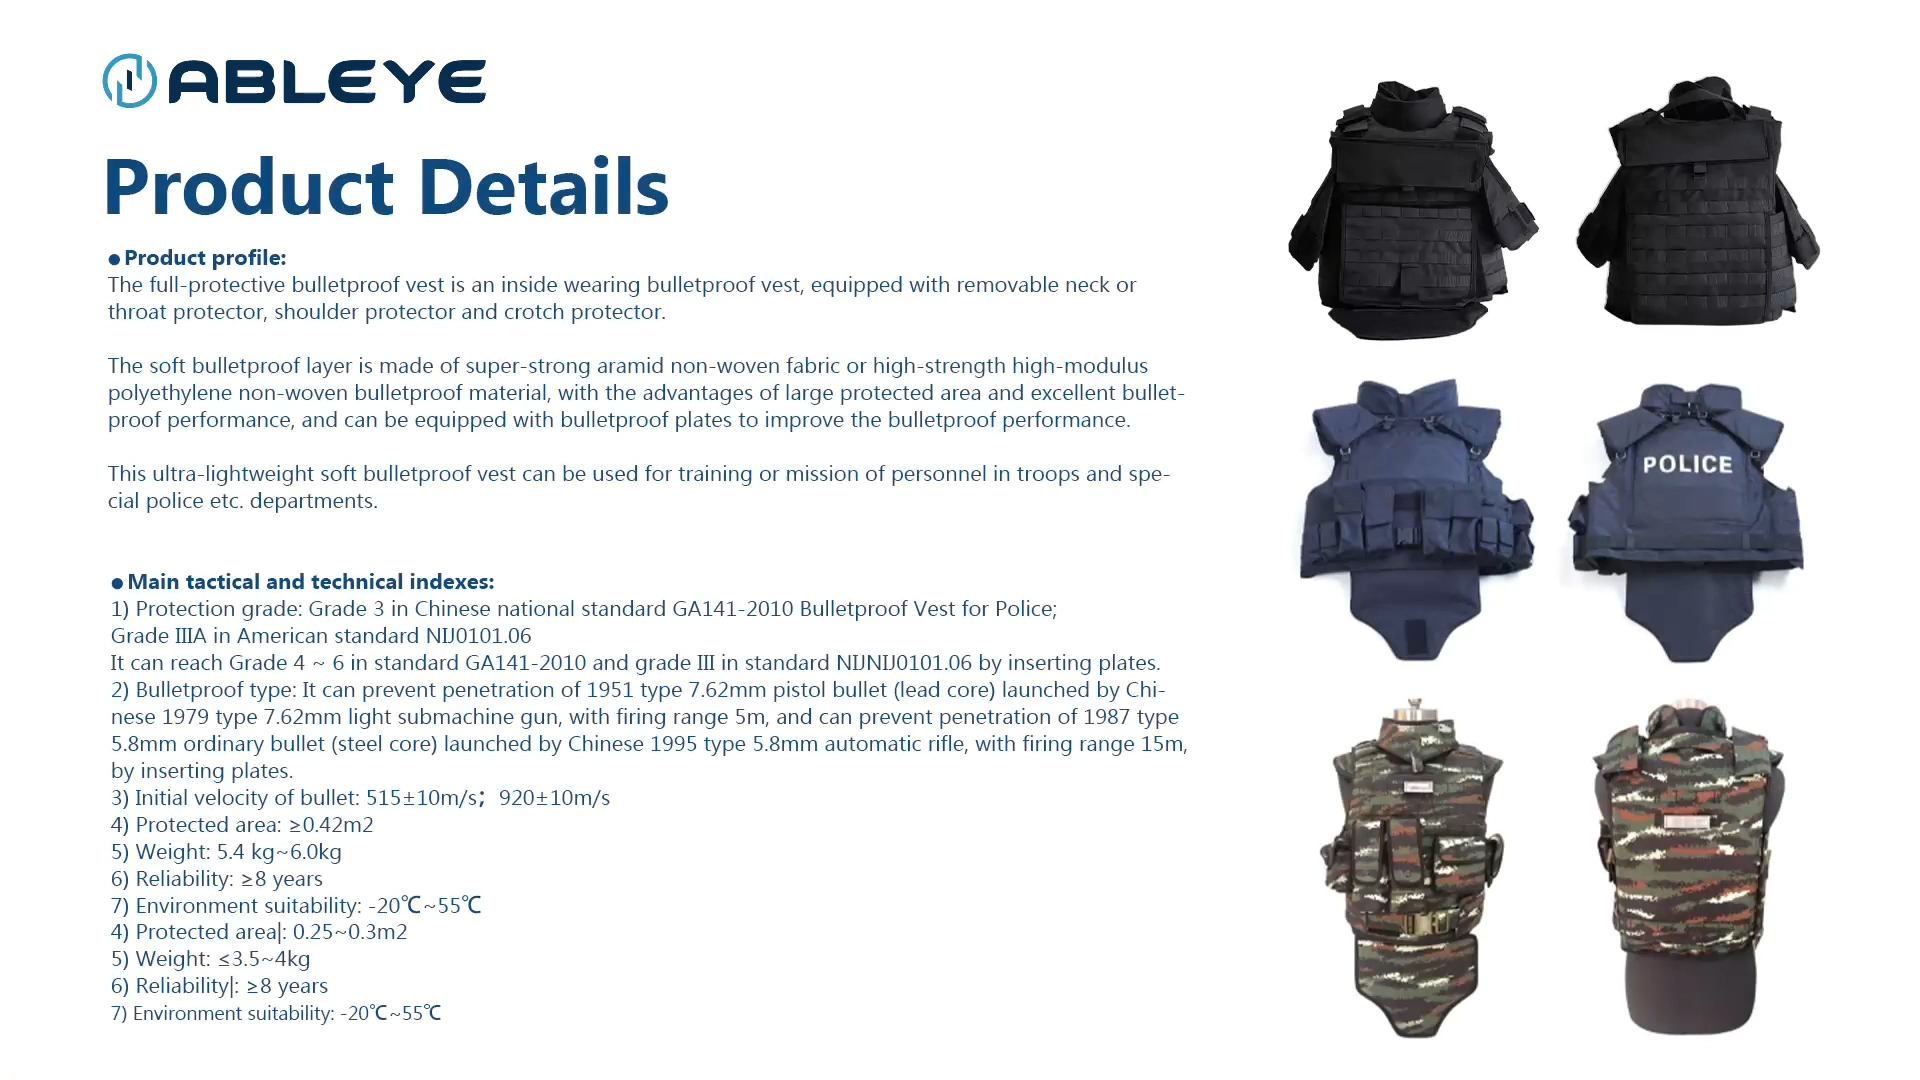 ABLEYE
Product Details
●Product profile:
The full-protective bulletproof vest is an inside wearing bulletproof vest, equipped with removable neck or
throat protector, shoulder protector and crotch protector.
The soft bulletproof layer is made of super-strong aramid non-woven fabric or high-strength high-modulus
polyethylene non-woven bulletproof material, with the advantages of large protected area and excellent bullet-
proof performance, and can be equipped with bulletproof plates to improve the bulletproof performance.
This ultra-lightweight soft bulletproof vest can be used for training or mission of personnel in troops and spe-
cial police etc. departments.
●Main tactical and technical indexes:
1) Protection grade: Grade 3 in Chinese national standard GA141-2010 Bulletproof Vest for Police;
Grade IIIA in American standard NIJ0101.06
It can reach Grade 4 ~ 6 in standard GA141-2010 and grade III in standard NIJNIJ0101.06 by inserting plates.
2) Bulletproof type: It can prevent penetration of 1951 type 7.62mm pistol bullet (lead core) launched by Chi-
nese 1979 type 7.62mm light submachine gun, with firing range 5m, and can prevent penetration of 1987 type
5.8mm ordinary bullet (steel core) launched by Chinese 1995 type 5.8mm automatic rifle, with firing range 15m,
by inserting plates.
3) Initial velocity of bullet: 515±10m/s；920±10m/s
4) Protected area: ≥0.42m2
5) Weight: 5.4 kg~6.0kg
6) Reliability: ≥8 years
7) Environment suitability: -20℃~55℃
4) Protected area|: 0.25~0.3m2
5) Weight: ≤3.5~4kg
6) Reliability|: ≥8 years
7) Environment suitability: -20℃~55℃
POLICE